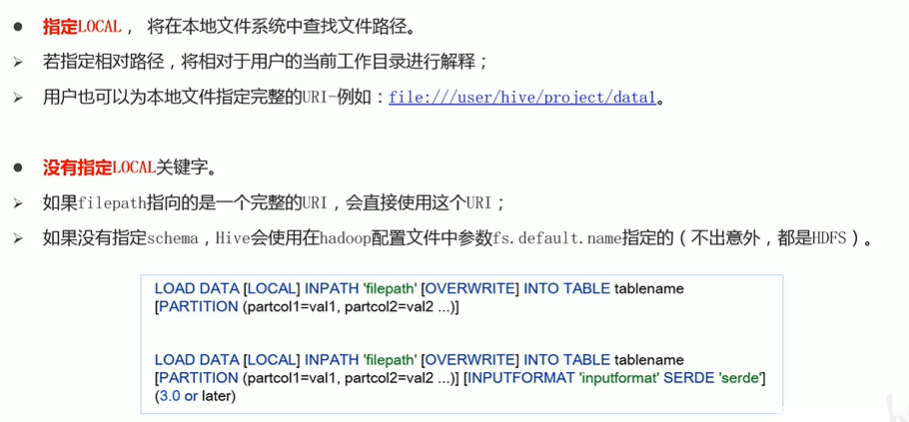 ● 指定LOCAL， 将在本地文件系统中查找文件路径。
➢ 若指定相对路径，将相对于用户的当前工作目录进行解释；
➢ 用户也可以为本地文件指定完整的URI-例如：file:///user/hive/project/data1。
● 没有指定LOCAL关键字。
➢ 如果filepath指向的是一个完整的URI，会直接使用这个URI；
➢ 如果没有指定schema，Hive会使用在hadoop配置文件中参数fs.default.name指定的（不出意外，都是HDFS）。
LOAD DATA [LOCAL] INPATH 'filepath' [OVERWRITE] INTO TABLE tablename
[PARTITION (partcol1=val1, partcol2=val2 ...)]
LOAD DATA [LOCAL] INPATH 'filepath' [OVERWRITE] INTO TABLE tablename
[PARTITION (partcol1=val1, partcol2=val2 ...)] [INPUTFORMAT 'inputformat' SERDE 'serde']
(3.0 or later)